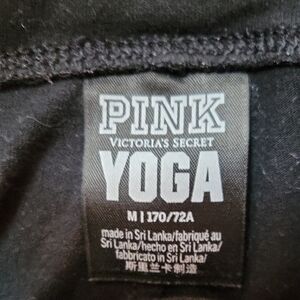 PINK
VICTORIA'S SECRET
YOGA
M | 170/72A
made in Sri Lanka/fabriqué au
Sri Lanka/hecho en Sri Lanka/
fabbricato in Sri Lanka/
斯里兰卡制造